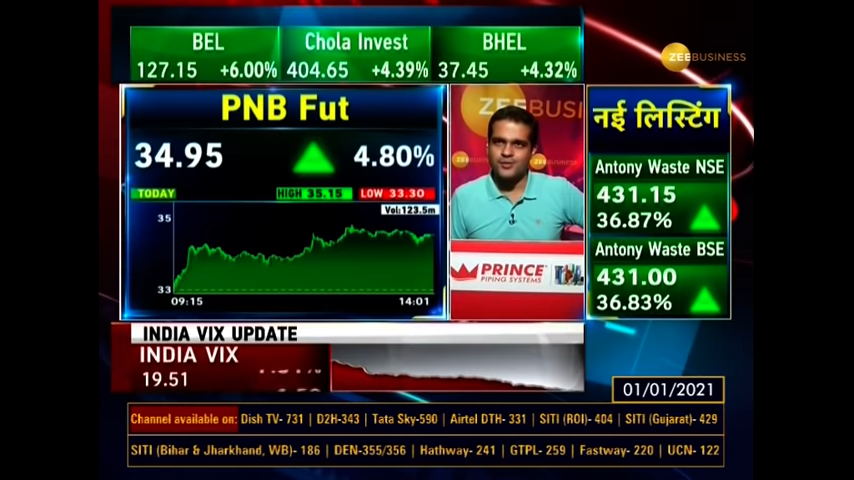 BEL
Chola Invest
BHEL
127.15 +6.00%
404.65 +4.39%
37.45 +4.32%
ZEEBUSINESS
PNB Fut
34.95 4.80%
TODAY HIGH 35.15 LOW 33.30
Vol:123.5m
35
33
09:15 14:01
ZEEBUSI
ZEEBUSINESS
ZEEBUSINESS
PRINCE
PIPING SYSTEMS
नई लिस्टिंग
Antony Waste NSE
431.15
36.87%
Antony Waste BSE
431.00
36.83%
INDIA VIX UPDATE
INDIA VIX
19.51
01/01/2021
Channel available on: Dish TV- 731 | D2H-343 | Tata Sky-590 | Airtel DTH- 331 | SITI (ROI)- 404 | SITI (Gujarat)- 429
SITI (Bihar & Jharkhand, WB)- 186 | DEN-355/356 | Hathway- 241 | GTPL- 259 | Fastway- 220 | UCN- 122